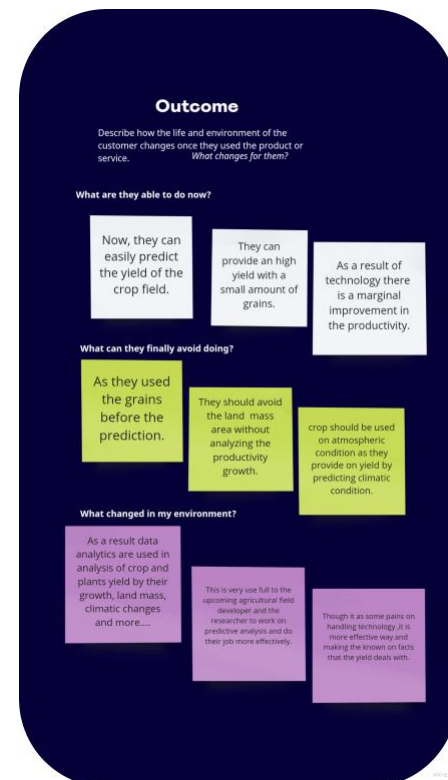 Outcome
Describe how the life and environment of the
customer changes once they used the product or
service. What changes for them?
What are they able to do now?
Now, they can
easily predict
the yield of the
crop field.
They can
provide an high
yield with a
small amount of
grains.
As a result of
technology there
is a marginal
improvement in
the productivity.
What can they finally avoid doing?
As they used
the grains
before the
prediction.
They should avoid
the land mass
area without
analyzing the
productivity
growth.
crop should be used
on atmospheric
condition as they
provide on yield by
predicting climatic
condition.
What changed in my environment?
As a result data
analytics are used in
analysis of crop and
plants yield by their
growth, land mass,
climatic changes
and more....
This is very use full to the
upcoming agricultural field
developer and the
researcher to work on
predictive analysis and do
their job more effectively.
Though it as some pains on
handling technology ,it is
more effective way and
making the known on facts
that the yield deals with.